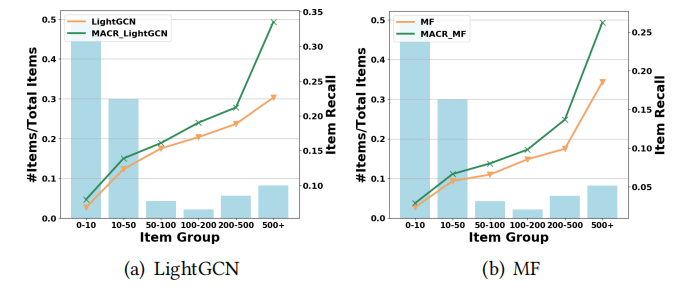 LightGCN
MACR_LightGCN
#Items/Total Items
0.5
0.4
0.3
0.2
0.1
0.0
0.35
0.30
0.25
0.20
0.15
0.10
Item Recall
0-10 10-50 50-100 100-200 200-500 500+
Item Group
(a) LightGCN
MF
MACR_MF
#Items/Total Items
0.5
0.4
0.3
0.2
0.1
0.0
0.25
0.20
0.15
0.10
0.05
Item Recall
0-10 10-50 50-100 100-200 200-500 500+
Item Group
(b) MF